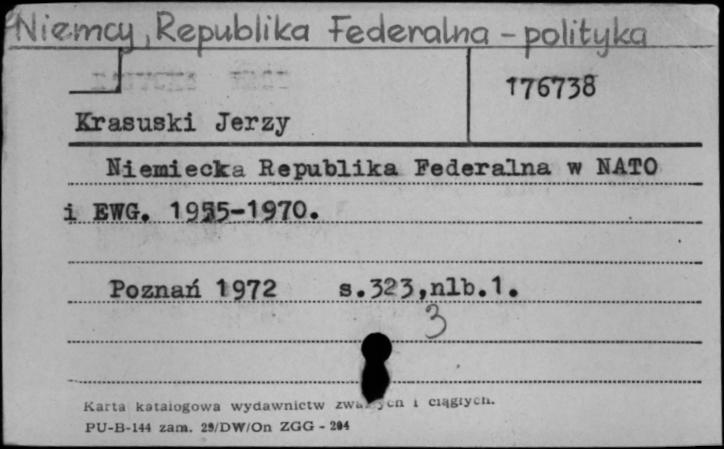 Niemcy, Republika Federalna - polityka
176738
Krasuski Jerzy
Niemiecka Republika Federalna w NATO
i EWG. 1955-1970.
Poznań 1972 s.323,nlb.1.
3
Karta katalogowa wydawnictw i ciągłych.
PU-B-144 zam. 29/DW/On ZGG - 294